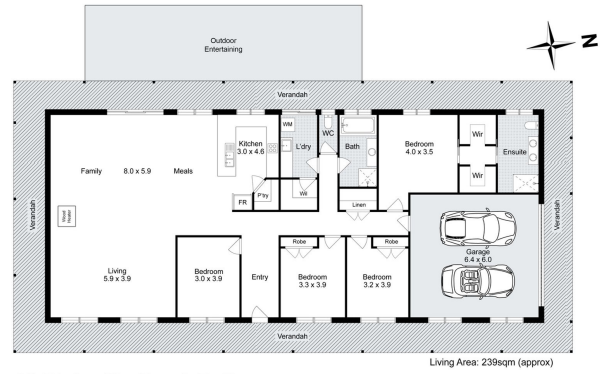 Outdoor
Entertaining
N
Verandah
WM
WC
Kitchen
3.0 x 4.6
L'dry
Bath
Bedroom
4.0 x 3.5
Wir
Ensuite
Family
8.0 x 5.9
Meals
P'try
Wil
Wir
FR
Linen
Verandah
Wood
Heater
Verandah
Robe
Robe
Garage
6.4 x 6.0
Living
5.9 x 3.9
Bedroom
3.0 x 3.9
Entry
Bedroom
3.3 x 3.9
Bedroom
3.2 x 3.9
Verandah
Living Area: 239sqm (approx)